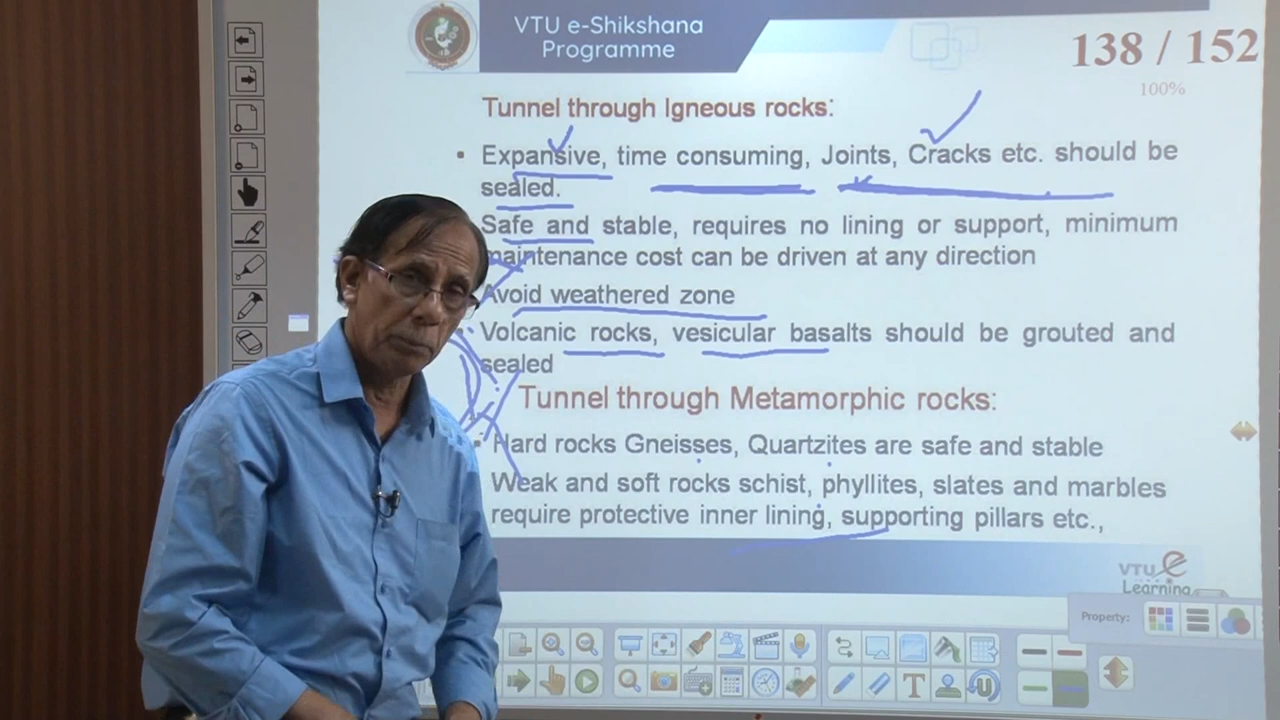 VTU e-Shikshana
Programme
138 / 152
100%
Tunnel through Igneous rocks:
• Expansive, time consuming, Joints, Cracks etc. should be
sealed.
Safe and stable, requires no lining or support, minimum
maintenance cost can be driven at any direction
Avoid weathered zone
Volcanic rocks, vesicular basalts should be grouted and
sealed
Tunnel through Metamorphic rocks:
• Hard rocks Gneisses, Quartzites are safe and stable
Weak and soft rocks schist, phyllites, slates and marbles
require protective inner lining, supporting pillars etc.,
VTU e
Learning
Property: